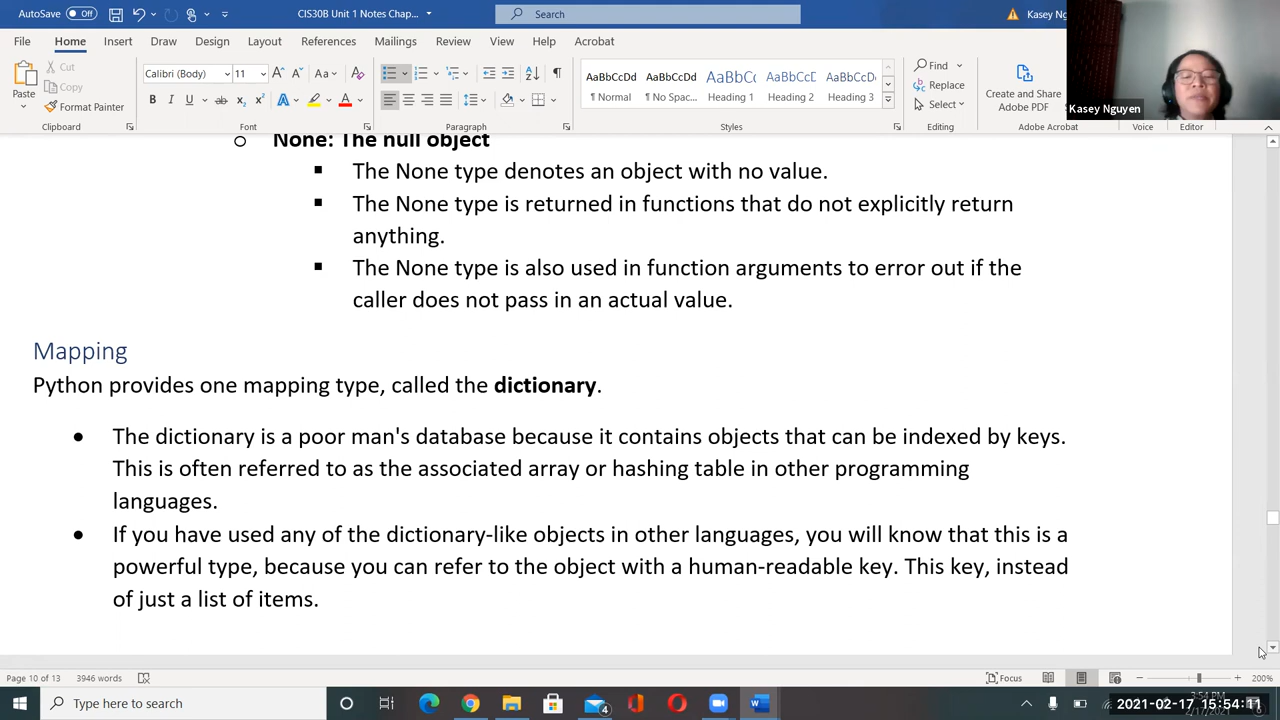 AutoSave Off CIS30B Unit 1 Notes Chap... Search Kasey Ng
File Home Insert Draw Design Layout References Mailings Review View Help Acrobat
Paste Cut Copy Format Painter Clipboard
Calibri (Body) 11 Font
Paragraph
AaBbCcDd AaBbCcDd AaBbC AaBbCcD AaBbCcD
¶ Normal ¶ No Spac... Heading 1 Heading 2 Heading 3
Styles
Find Replace Select Editing
Create and Share Adobe PDF Adobe Acrobat
Voice Editor
Kasey Nguyen
None: The null object
The None type denotes an object with no value.
The None type is returned in functions that do not explicitly return
anything.
The None type is also used in function arguments to error out if the
caller does not pass in an actual value.
Mapping
Python provides one mapping type, called the dictionary.
The dictionary is a poor man's database because it contains objects that can be indexed by keys.
This is often referred to as the associated array or hashing table in other programming
languages.
If you have used any of the dictionary-like objects in other languages, you will know that this is a
powerful type, because you can refer to the object with a human-readable key. This key, instead
of just a list of items.
Page 10 of 13 3946 words Focus 200%
Type here to search 4 2021-02-17 15:54:11